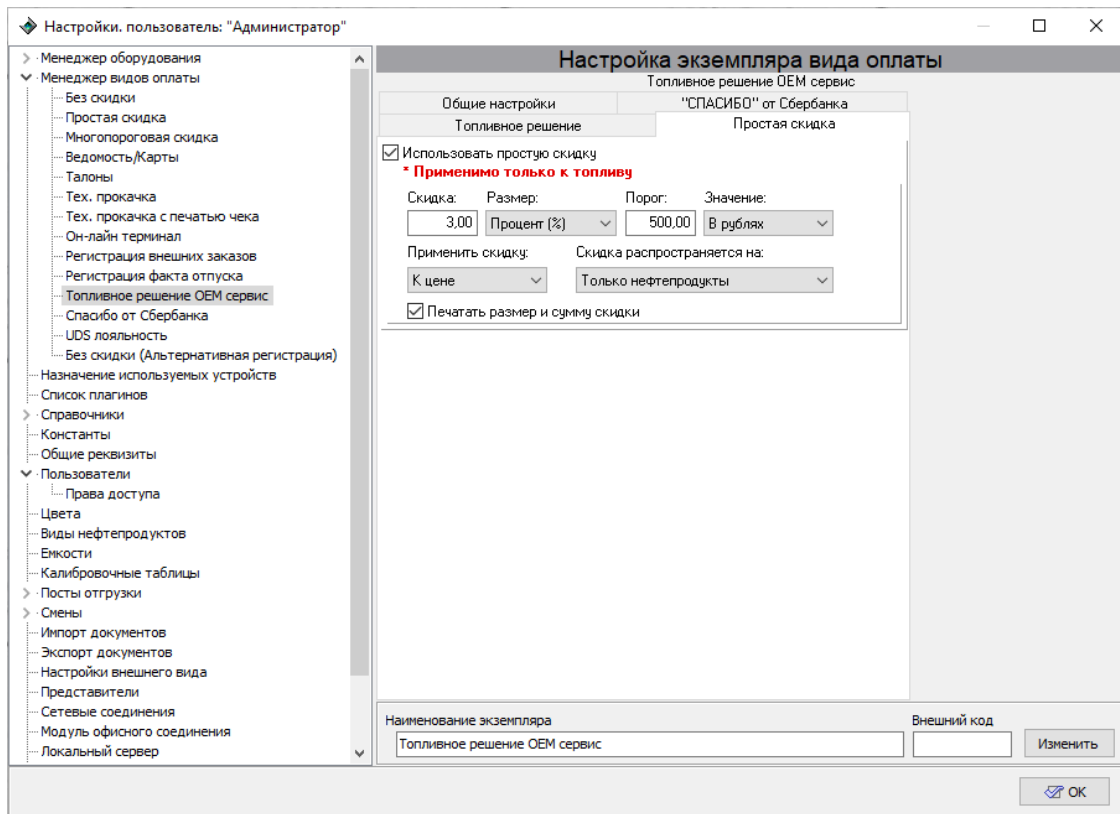 Настройки. пользователь: "Администратор"
Менеджер оборудования
Менеджер видов оплаты
Без скидки
Простая скидка
Многопороговая скидка
Ведомость/Карты
Талоны
Тех. прокачка
Тех. прокачка с печатью чека
Он-лайн терминал
Регистрация внешних заказов
Регистрация факта отпуска
Топливное решение OEM сервис
Спасибо от Сбербанка
UDS лояльность
Без скидки (Альтернативная регистрация)
Назначение используемых устройств
Список плагинов
Справочники
Константы
Общие реквизиты
Пользователи
Права доступа
Цвета
Виды нефтепродуктов
Емкости
Калибровочные таблицы
Посты отгрузки
Смены
Импорт документов
Экспорт документов
Настройки внешнего вида
Представители
Сетевые соединения
Модуль офисного соединения
Локальный сервер
Настройка экземпляра вида оплаты
Топливное решение OEM сервис
Общие настройки "СПАСИБО" от Сбербанка
Топливное решение Простая скидка
Использовать простую скидку
* Применимо только к топливу
Скидка: Размер: Порог: Значение:
3,00 Процент (%) 500,00 В рублях
Применить скидку: Скидка распространяется на:
К цене Только нефтепродукты
Печатать размер и сумму скидки
Наименование экземпляра Внешний код
Топливное решение OEM сервис Изменить
OK